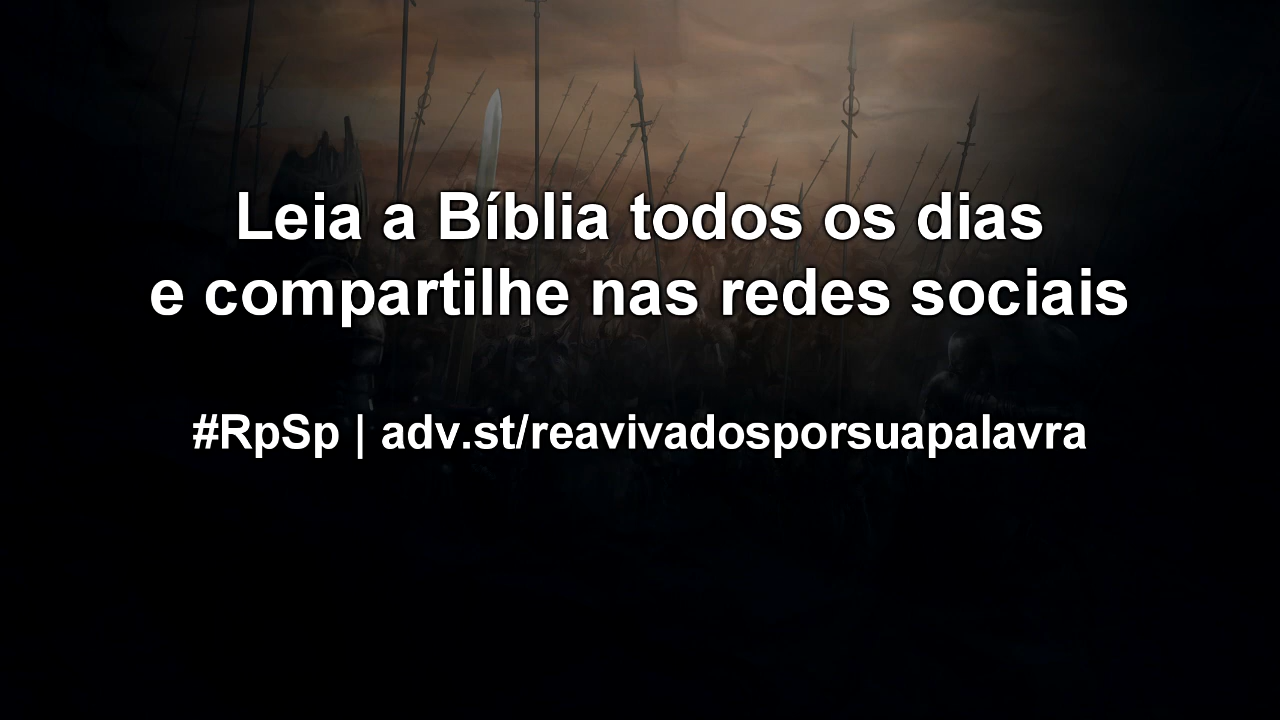 Leia a Bíblia todos os dias
e compartilhe nas redes sociais
#RpSp | adv.st/reavivadosporsuapalavra